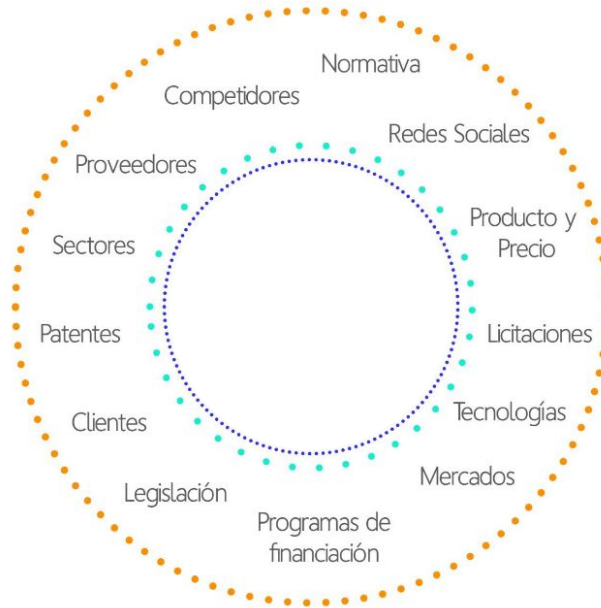 Normativa
Competidores
Redes Sociales
Proveedores
Producto y
Precio
Sectores
Patentes
Licitaciones
Clientes
Tecnologías
Mercados
Legislación
Programas de
financiación